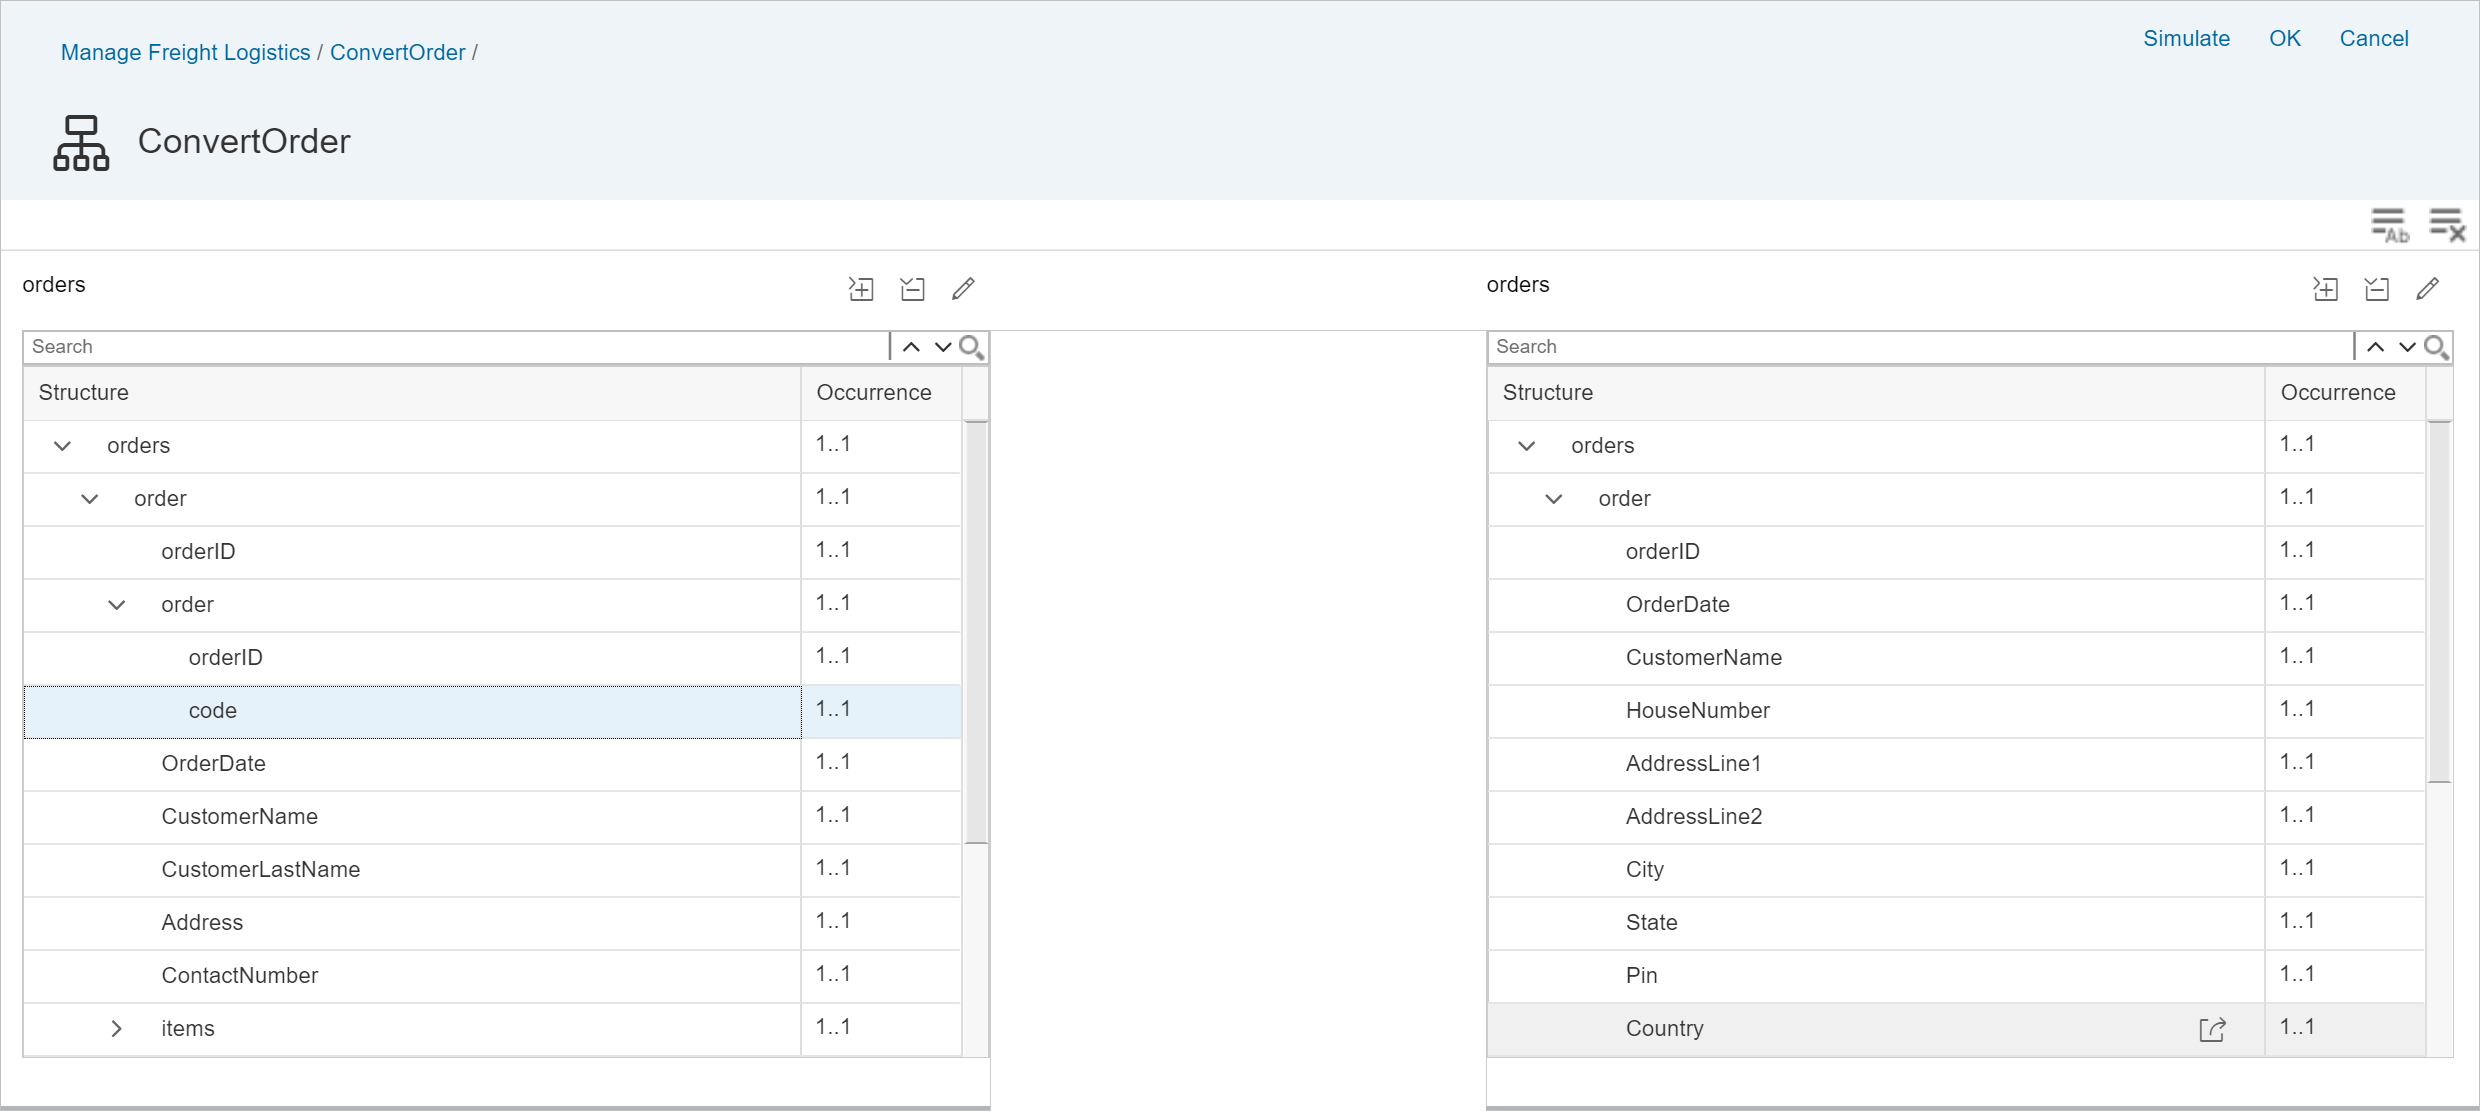 Manage Freight Logistics / ConvertOrder /
Simulate OK Cancel
ConvertOrder
Ab
orders
Search
Structure Occurrence
orders 1..1
order 1..1
orderID 1..1
order 1..1
orderID 1..1
code 1..1
OrderDate 1..1
CustomerName 1..1
CustomerLastName 1..1
Address 1..1
ContactNumber 1..1
items 1..1
orders
Search
Structure Occurrence
orders 1..1
order 1..1
orderID 1..1
OrderDate 1..1
CustomerName 1..1
HouseNumber 1..1
AddressLine1 1..1
AddressLine2 1..1
City 1..1
State 1..1
Pin 1..1
Country 1..1